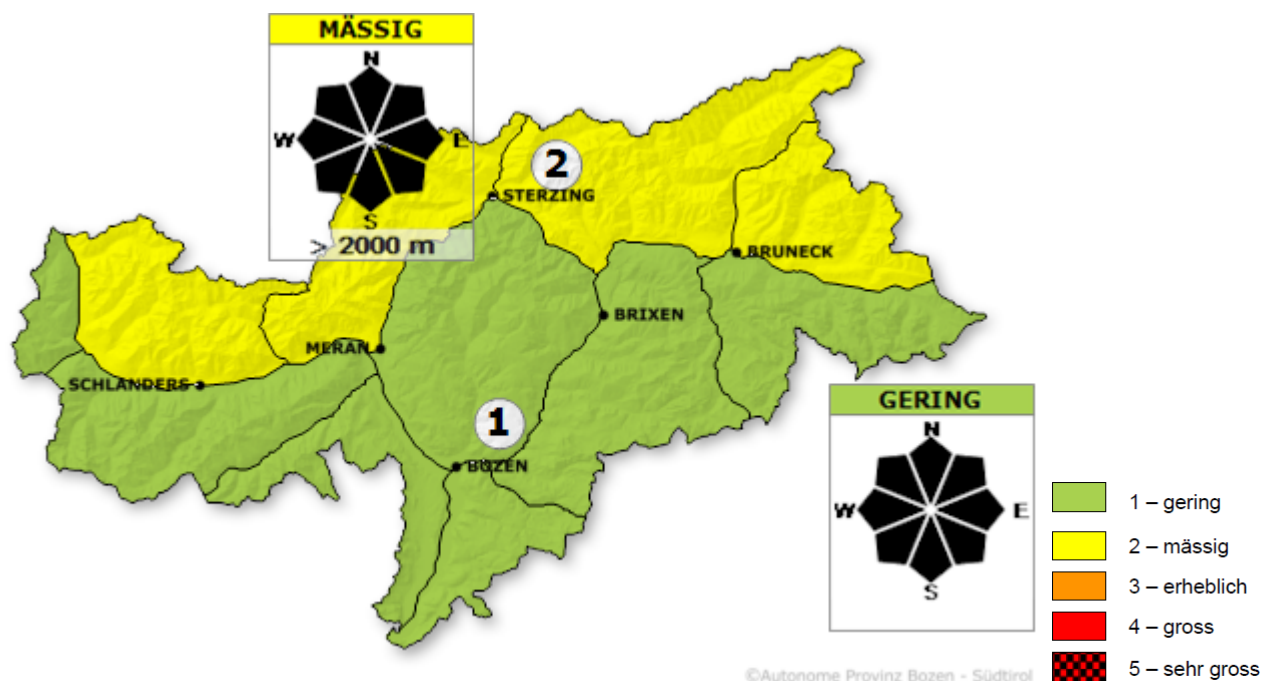 MÄSSIG
N
W E
S
> 2000 m
2
STERZING
BRUNECK
BRIXEN
MERAN
SCHLANDERS
1
BOZEN
GERING
N
W E
S
1 – gering
2 – mässig
3 – erheblich
4 – gross
5 – sehr gross
©Autonome Provinz Bozen - Südtirol